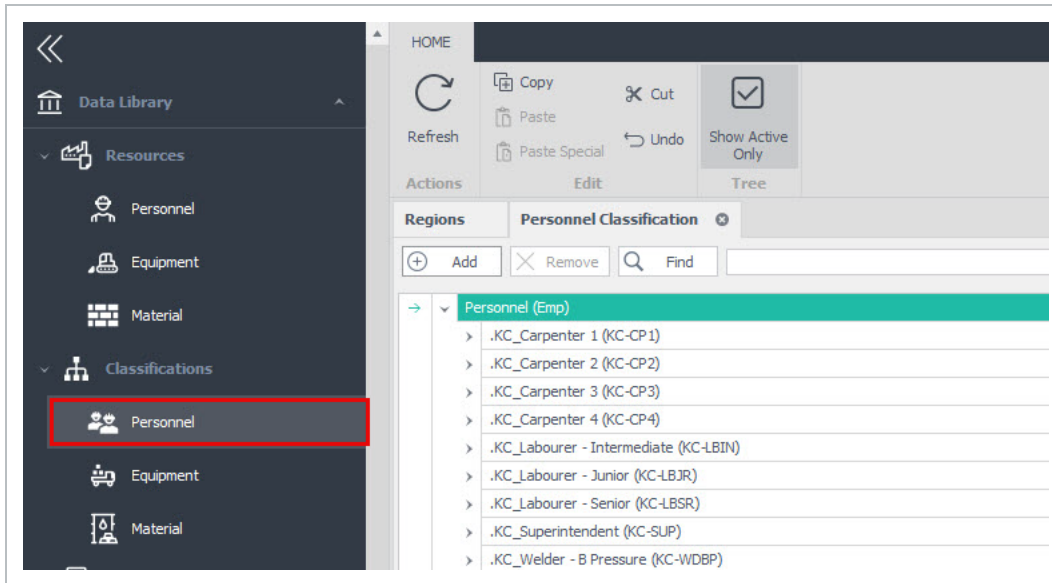 Data Library
Resources
Personnel
Equipment
Material
Classifications
Personnel
Equipment
Material
HOME
Refresh
Copy
Paste
Paste Special
Cut
Undo
Show Active
Only
Actions
Edit
Tree
Regions
Personnel Classification
Add
Remove
Find
Personnel (Emp)
.KC_Carpenter 1 (KC-CP1)
.KC_Carpenter 2 (KC-CP2)
.KC_Carpenter 3 (KC-CP3)
.KC_Carpenter 4 (KC-CP4)
.KC_Labourer - Intermediate (KC-LBIN)
.KC_Labourer - Junior (KC-LBJR)
.KC_Labourer - Senior (KC-LBSR)
.KC_Superintendent (KC-SUP)
.KC_Welder - B Pressure (KC-WDBP)